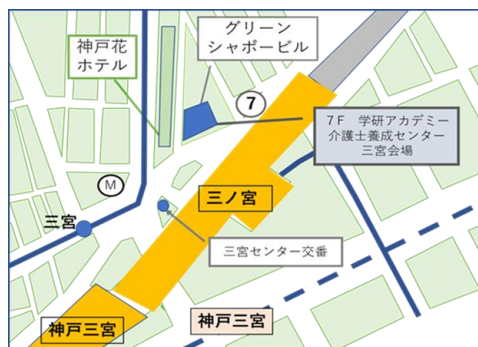 グリーン
シャポービル
神戸花
ホテル
7
7F 学研アカデミー
介護士養成センター
三宮会場
M
三ノ宮
三宮
三宮センター交番
神戸三宮
神戸三宮